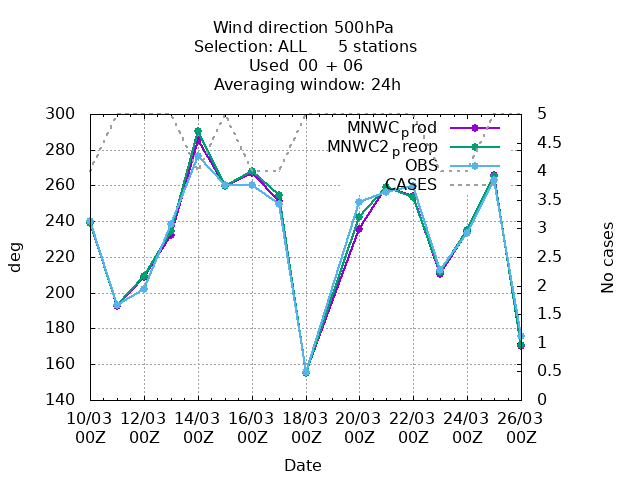 Wind direction 500hPa
Selection: ALL 5 stations
Used 00 + 06
Averaging window: 24h
300
280
260
240
220
200
180
160
140
deg
5
4.5
4
3.5
3
2.5
2
1.5
1
0.5
0
No cases
MNWCprod
MNWC2preop
OBS
CASES
10/03 12/03 14/03 16/03 18/03 20/03 22/03 24/03 26/03
00Z 00Z 00Z 00Z 00Z 00Z 00Z 00Z 00Z
Date